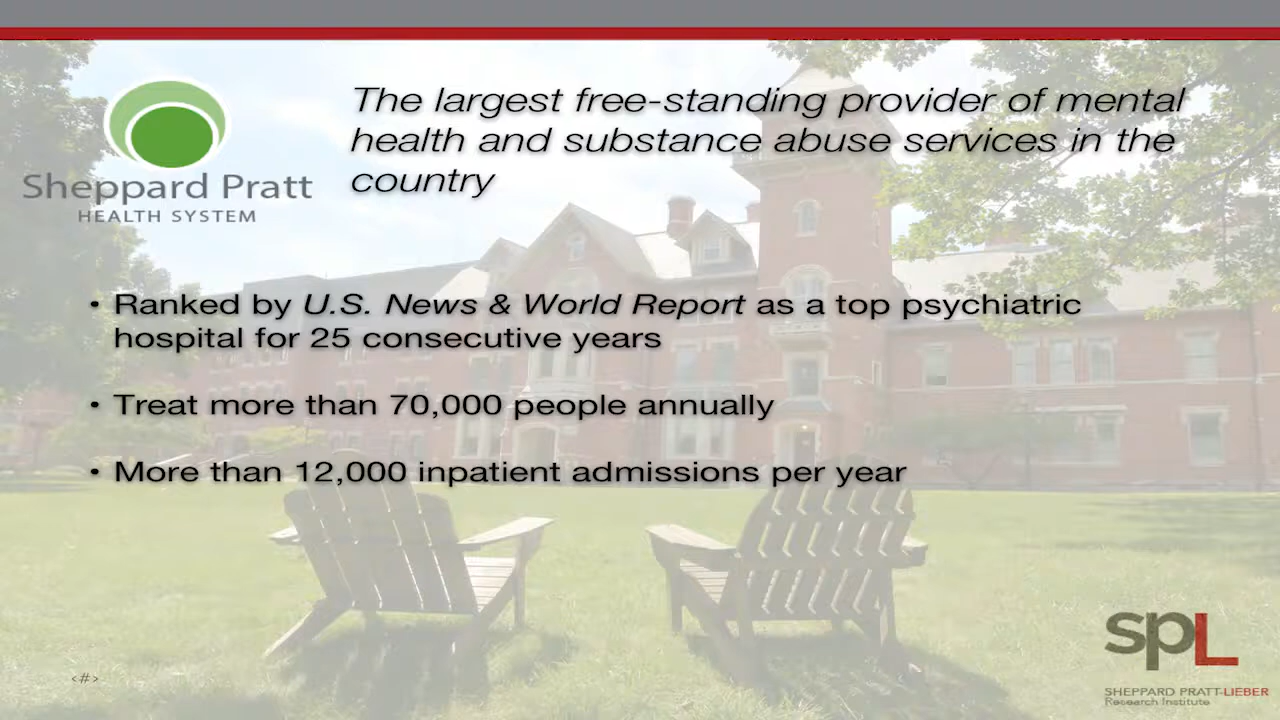 The largest free-standing provider of mental
health and substance abuse services in the
country
Sheppard Pratt
HEALTH SYSTEM
• Ranked by U.S. News & World Report as a top psychiatric
hospital for 25 consecutive years
• Treat more than 70,000 people annually
• More than 12,000 inpatient admissions per year
spL
SHEPPARD PRATT-LIEBER
Research Institute
<#>